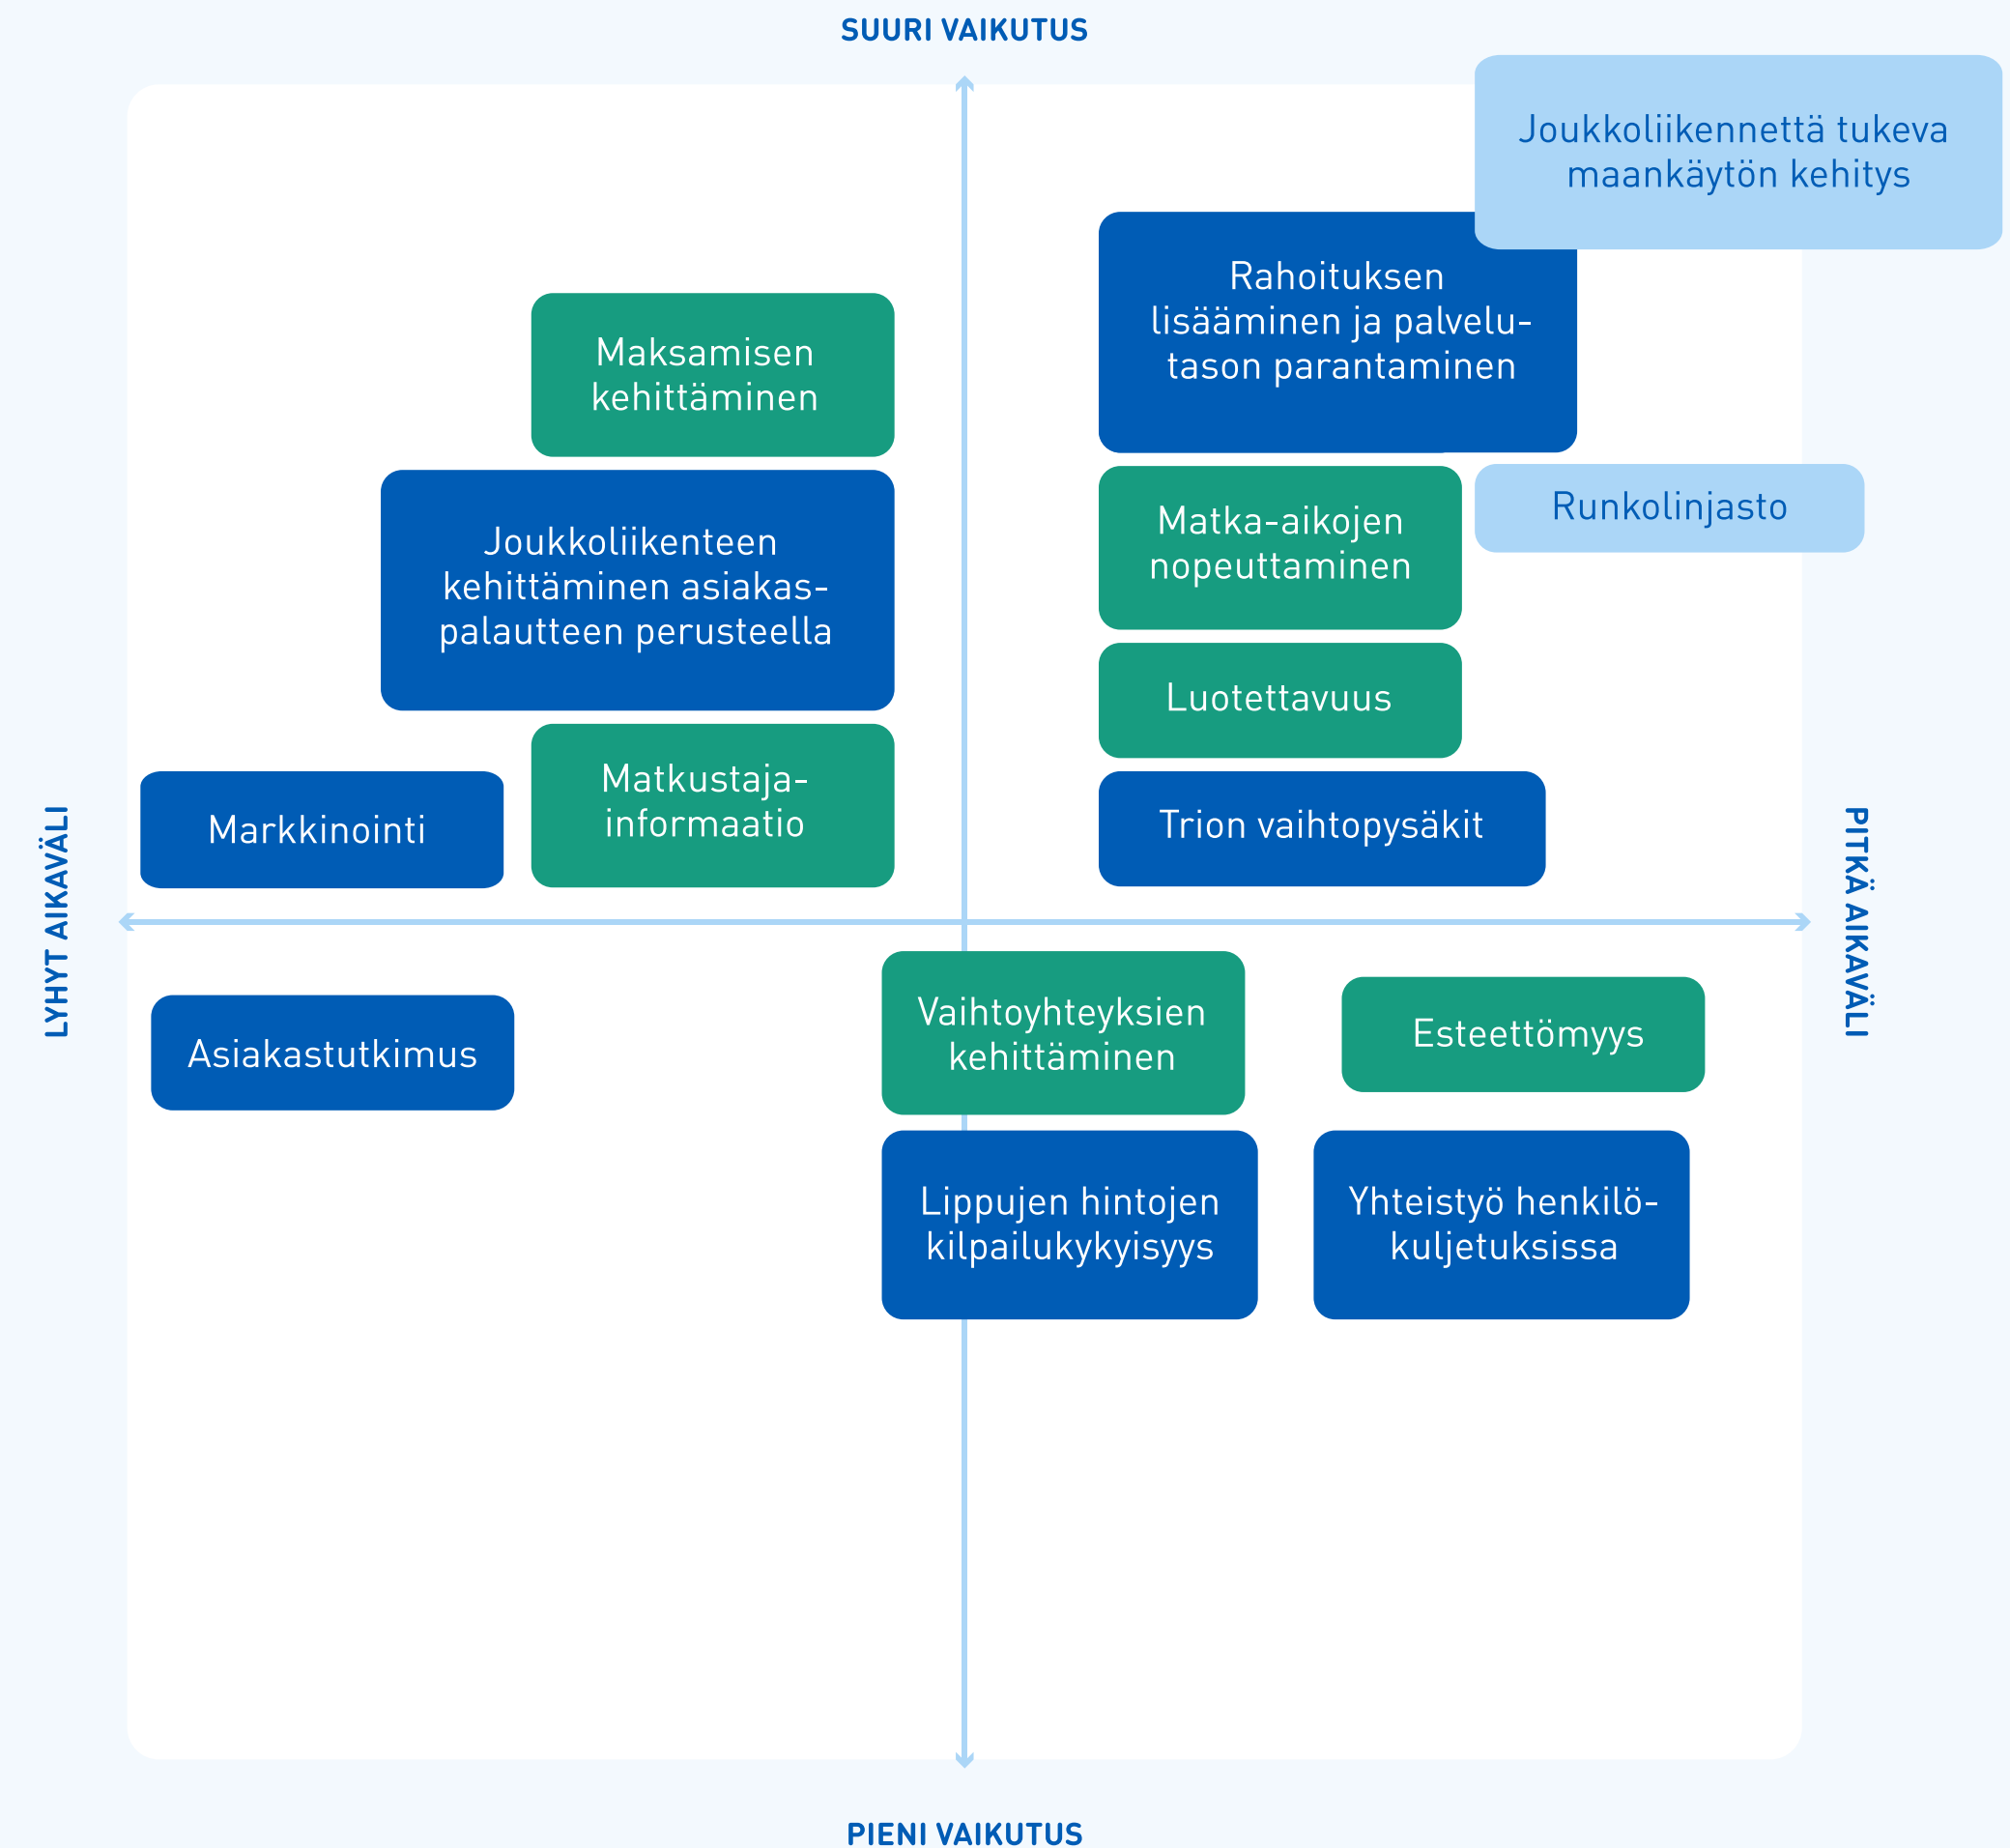 SUURI VAIKUTUS
Joukkoliikennettä tukeva
maankäytön kehitys
Rahoituksen
lisääminen ja palvelu-
tason parantaminen
Maksamisen
kehittäminen
Matka-aikojen
nopeuttaminen
Runkolinjasto
Joukkoliikenteen
kehittäminen asiakas-
palautteen perusteella
Luotettavuus
Matkustaja-
informaatio
Markkinointi
Trion vaihtopysäkit
LYHYT AIKAVÄLI
PITKÄ AIKAVÄLI
Vaihtoyhteyksien
kehittäminen
Esteettömyys
Asiakastutkimus
Lippujen hintojen
kilpailukykyisyys
Yhteistyö henkilö-
kuljetuksissa
PIENI VAIKUTUS